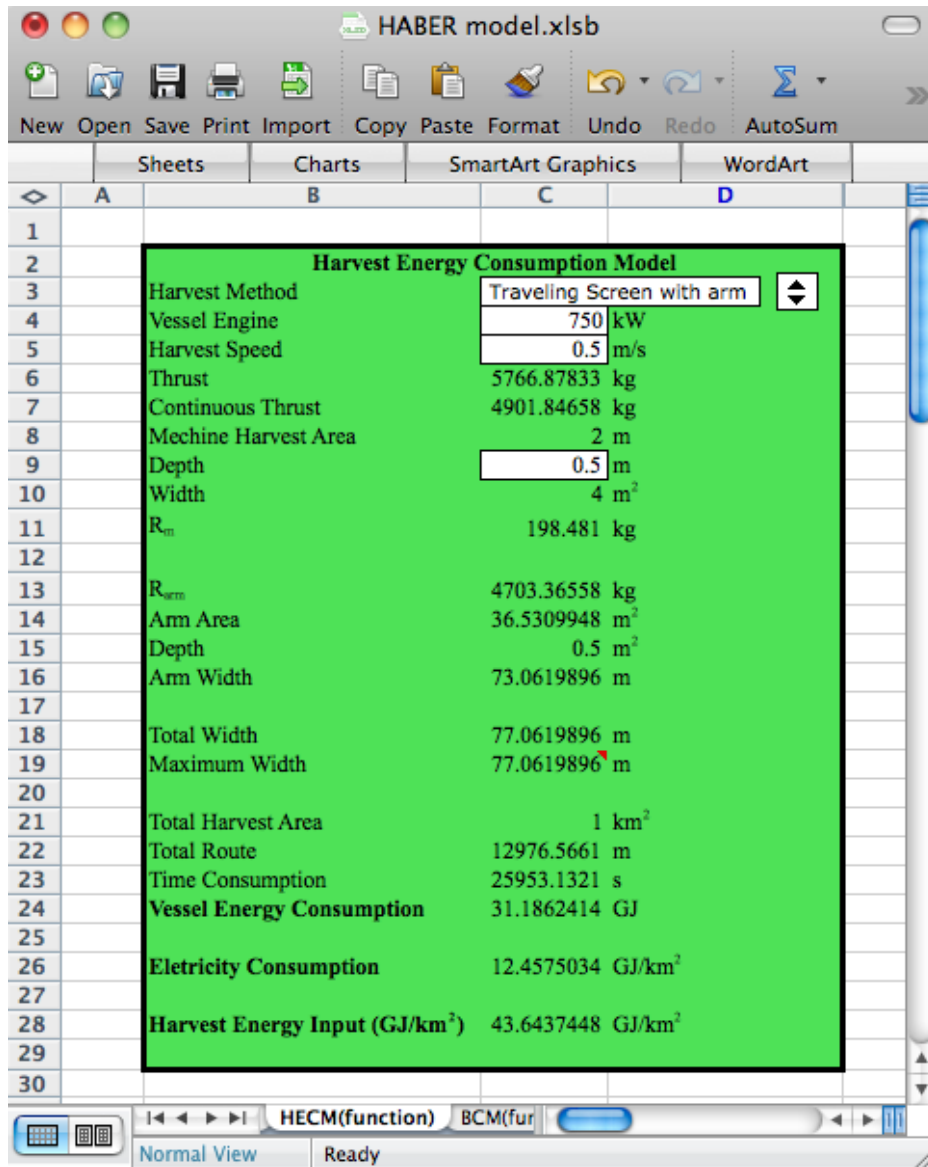 HABER model.xlsb
New Open Save Print Import Copy Paste Format Undo Redo AutoSum
Sheets Charts SmartArt Graphics WordArt
A B C D
1
2 Harvest Energy Consumption Model
3 Harvest Method Traveling Screen with arm
4 Vessel Engine 750 kW
5 Harvest Speed 0.5 m/s
6 Thrust 5766.87833 kg
7 Continuous Thrust 4901.84658 kg
8 Mechine Harvest Area 2 m
9 Depth 0.5 m
10 Width 4 m²
11 Rm 198.481 kg
12
13 Rarm 4703.36558 kg
14 Arm Area 36.5309948 m²
15 Depth 0.5 m²
16 Arm Width 73.0619896 m
17
18 Total Width 77.0619896 m
19 Maximum Width 77.0619896 m
20
21 Total Harvest Area 1 km²
22 Total Route 12976.5661 m
23 Time Consumption 25953.1321 s
24 Vessel Energy Consumption 31.1862414 GJ
25
26 Eletricity Consumption 12.4575034 GJ/km²
27
28 Harvest Energy Input (GJ/km²) 43.6437448 GJ/km²
29
30
HECM(function) BCM(fur
Normal View Ready